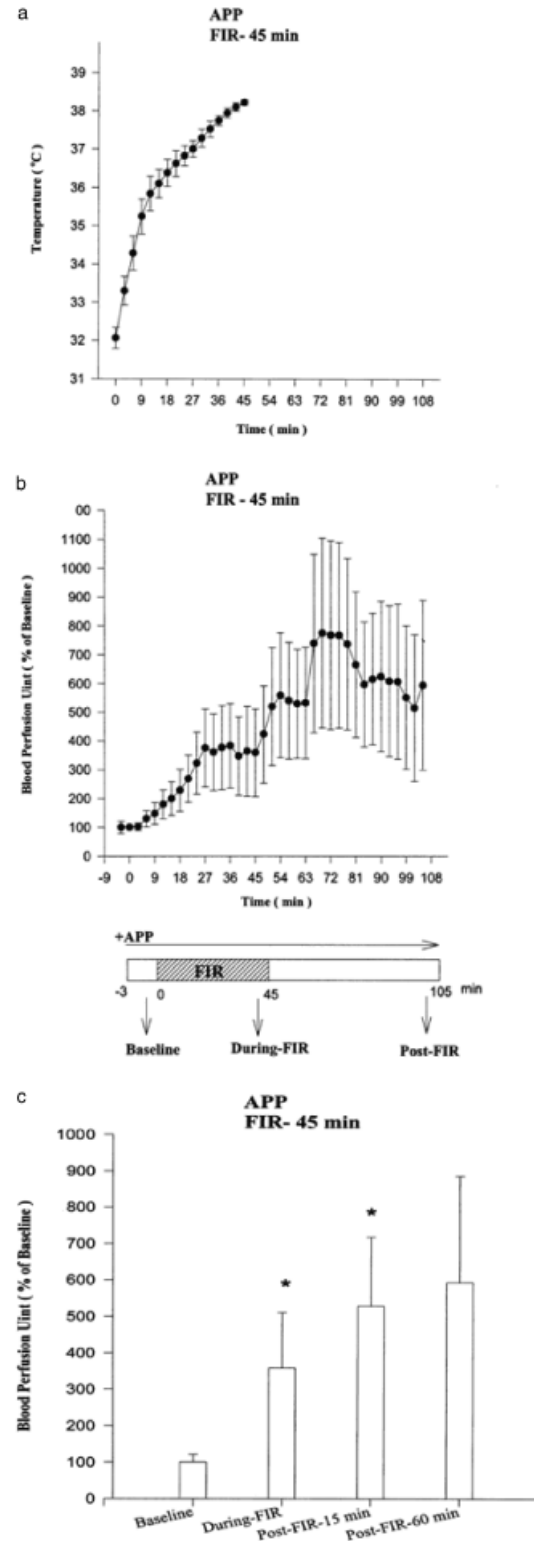 a
APP
FIR- 45 min
39
38
37
36
35
34
33
32
31
Temperature ( °C)
0 9 18 27 36 45 54 63 72 81 90 99 108
Time ( min )
b
APP
FIR - 45 min
00
1100
1000
900
800
700
600
500
400
300
200
100
0
Blood Perfusion Uint ( % of Baseline )
-9 0 9 18 27 36 45 54 63 72 81 90 99 108
Time ( min )
+APP
FIR
-3 0 45 105 min
Baseline During-FIR Post-FIR
c
APP
FIR- 45 min
1000
900
800
700
600
500
400
300
200
100
0
Blood Perfusion Uint ( % of Baseline )
* *
Baseline During-FIR Post-FIR-15 min Post-FIR-60 min